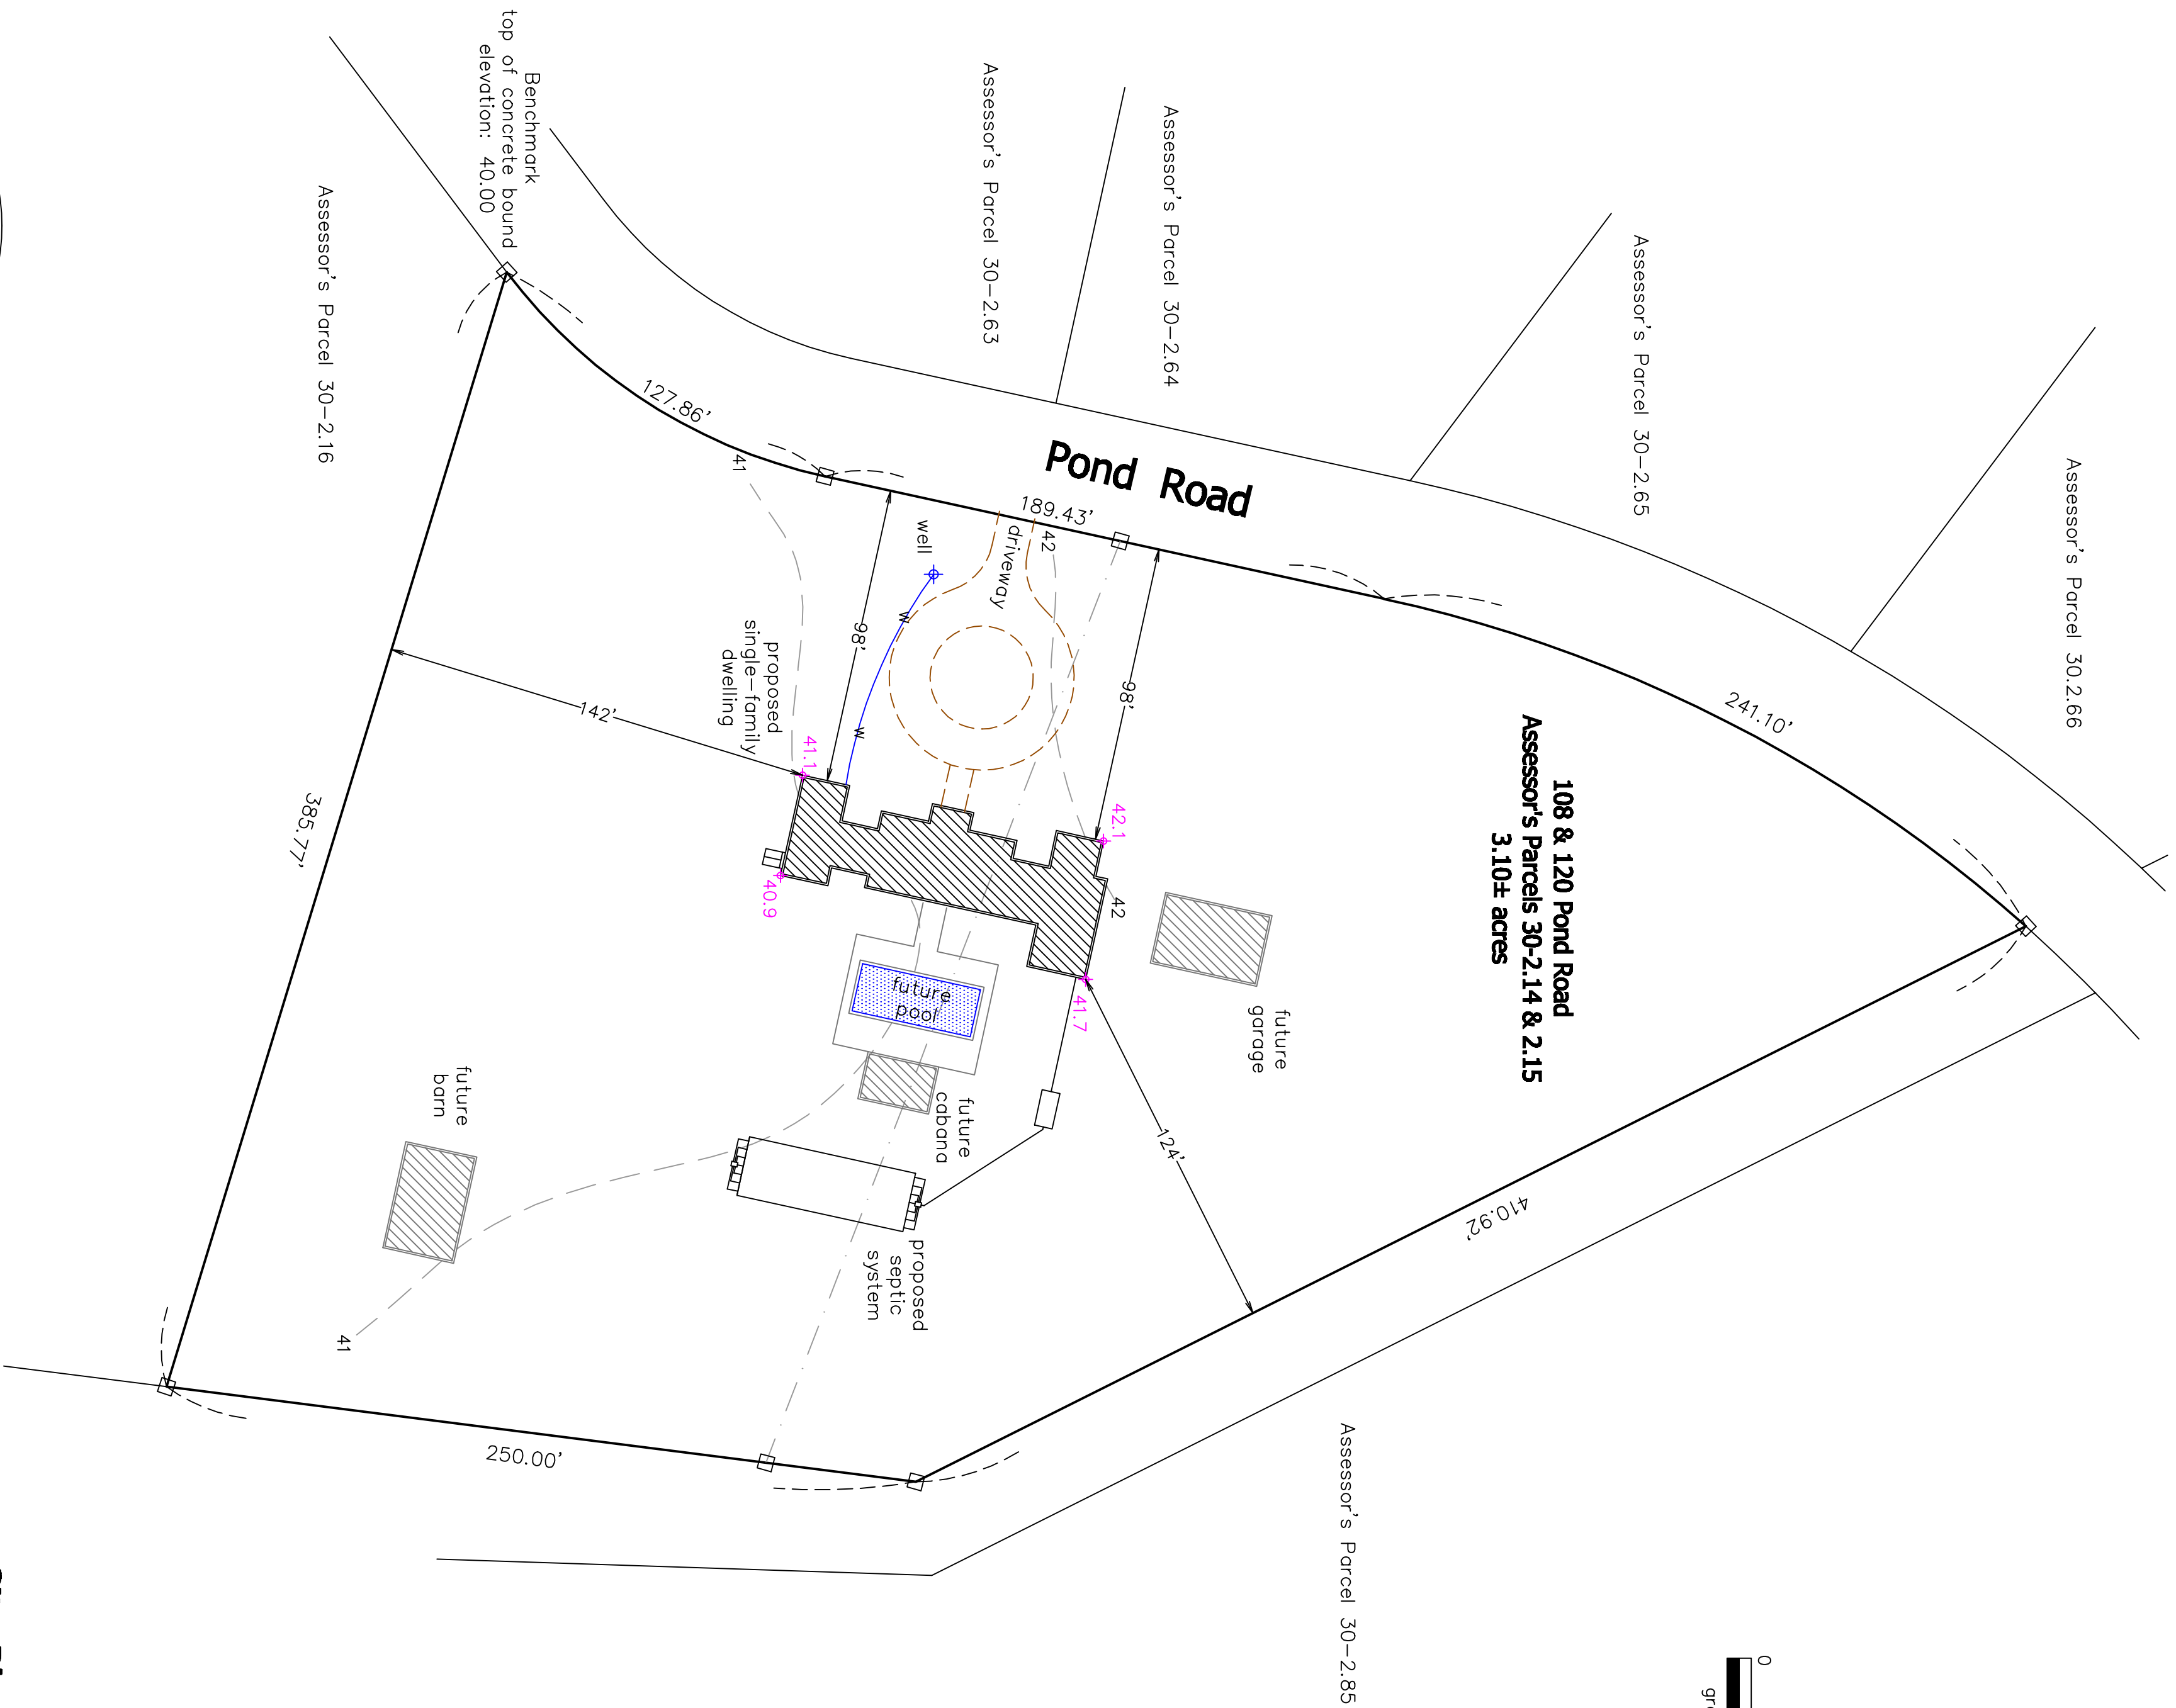 Benchmark
top of concrete bound
elevation: 40.00
Assessor's Parcel 30-2.16
Assessor's Parcel 30-2.63
Assessor's Parcel 30-2.64
Assessor's Parcel 30-2.65
Assessor's Parcel 30.2.66
Pond Road
127.86'
189.43'
241.10'
41
well
driveway
42
w
w
98'
98'
142'
proposed
single-family
dwelling
41.1
42.1
40.9
41.7
42
108 & 120 Pond Road
Assessor's Parcels 30-2.14 & 2.15
3.10± acres
future
garage
future
pool
future
cabana
future
barn
124'
385.77'
410.92'
proposed
septic
system
41
250.00'
Assessor's Parcel 30-2.85
0